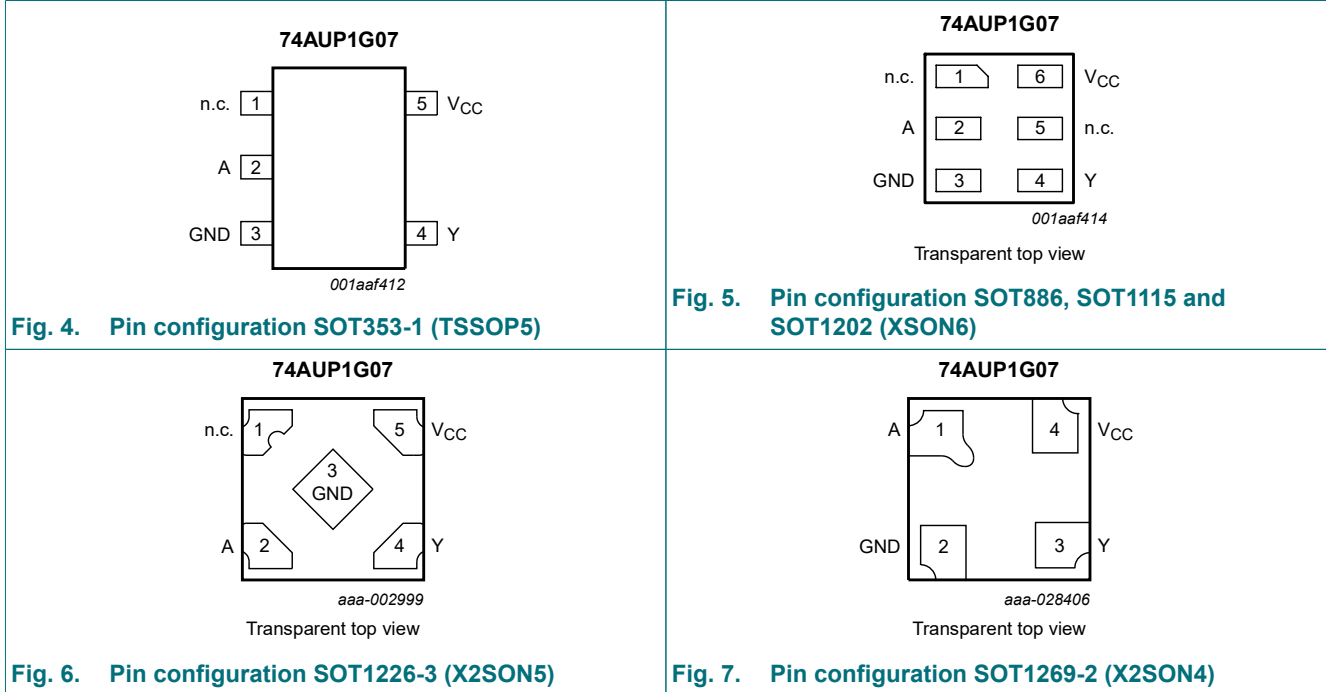 74AUP1G07
n.c. 1 5 VCC
A 2
GND 3 4 Y
001aaf412
Fig. 4. Pin configuration SOT353-1 (TSSOP5)
74AUP1G07
n.c. 1 6 VCC
A 2 5 n.c.
GND 3 4 Y
001aaf414
Transparent top view
Fig. 5. Pin configuration SOT886, SOT1115 and
SOT1202 (XSON6)
74AUP1G07
n.c. 1 5 VCC
3
GND
A 2 4 Y
aaa-002999
Transparent top view
Fig. 6. Pin configuration SOT1226-3 (X2SON5)
74AUP1G07
A 1 4 VCC
GND 2 3 Y
aaa-028406
Transparent top view
Fig. 7. Pin configuration SOT1269-2 (X2SON4)